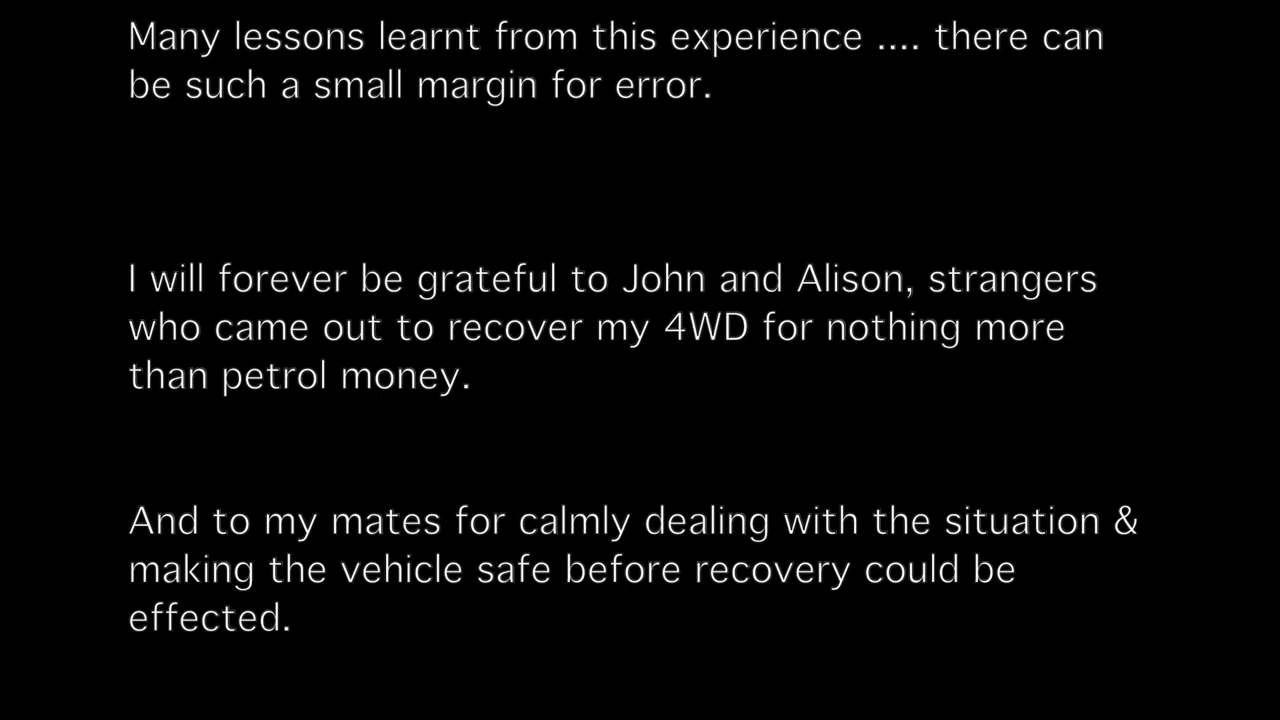 Many lessons learnt from this experience .... there can
be such a small margin for error.
I will forever be grateful to John and Alison, strangers
who came out to recover my 4WD for nothing more
than petrol money.
And to my mates for calmly dealing with the situation &
making the vehicle safe before recovery could be
effected.